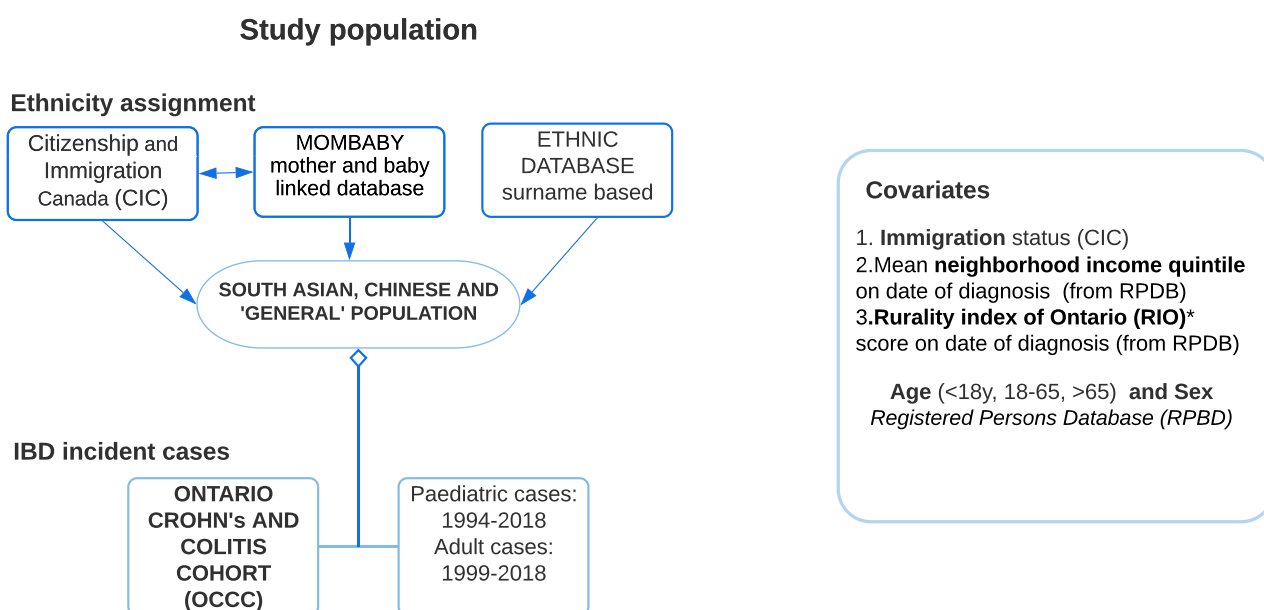 Study population
Ethnicity assignment
Citizenship and
Immigration
Canada (CIC)
MOMBABY
mother and baby
linked database
ETHNIC
DATABASE
surname based
SOUTH ASIAN, CHINESE AND
'GENERAL' POPULATION
IBD incident cases
ONTARIO
CROHN's AND
COLITIS
COHORT
(OCCC)
Paediatric cases:
1994-2018
Adult cases:
1999-2018
Covariates
1. Immigration status (CIC)
2.Mean neighborhood income quintile
on date of diagnosis (from RPDB)
3.Rurality index of Ontario (RIO)*
score on date of diagnosis (from RPDB)
Age (<18y, 18-65, >65) and Sex
Registered Persons Database (RPBD)